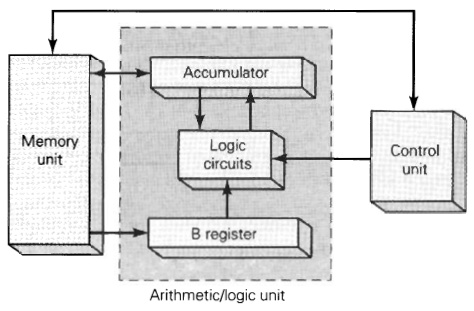 Accumulator
Memory
unit
Logic
circuits
Control
unit
B register
Arithmetic/logic unit